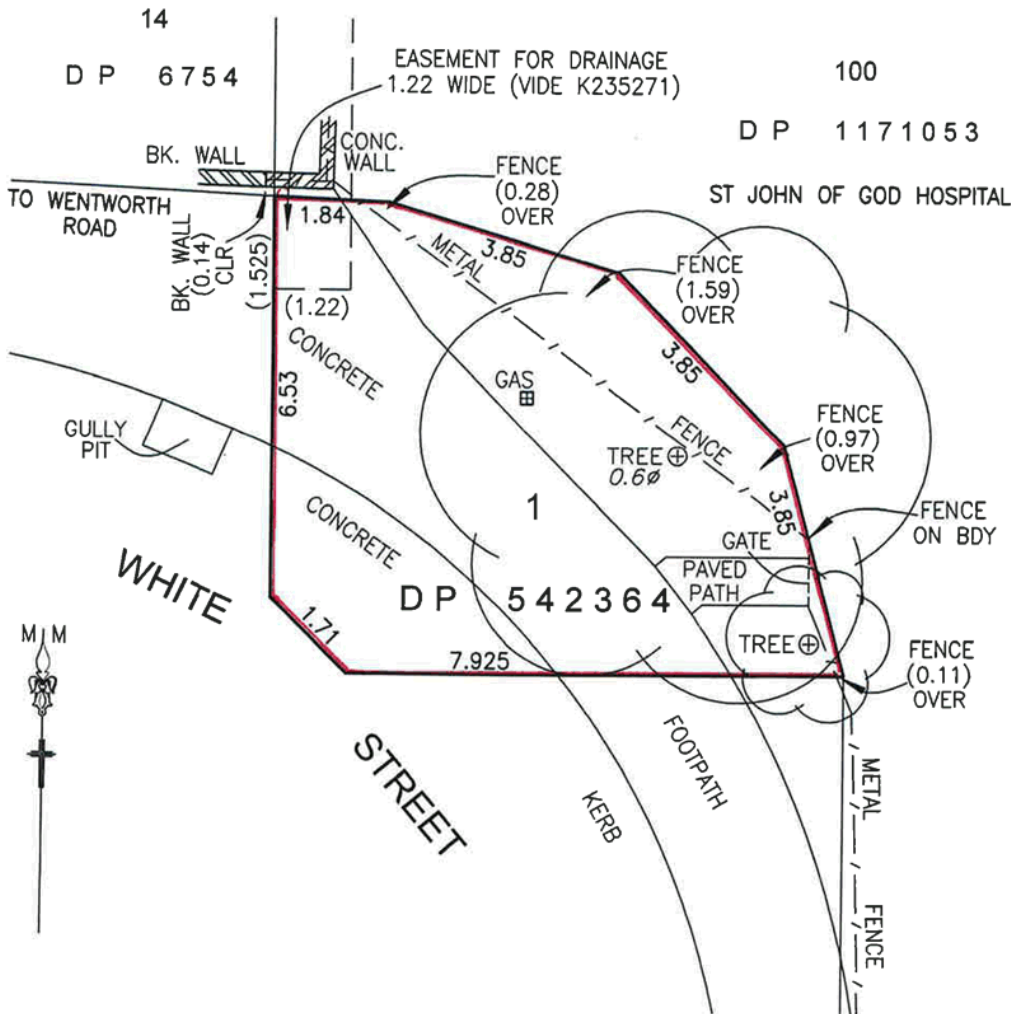 14
DP 6754
EASEMENT FOR DRAINAGE
1.22 WIDE (VIDE K235271)
100
DP 1171053
ST JOHN OF GOD HOSPITAL
BK. WALL
CONC.
WALL
FENCE
(0.28)
OVER
TO WENTWORTH
ROAD
1.84
3.85
METAL
BK. WALL
(0.14)
CLR
(1.525)
(1.22)
FENCE
(1.59)
OVER
CONCRETE
6.53
3.85
GAS
GULLY
PIT
FENCE
TREE
0.6ø
FENCE
(0.97)
OVER
1
3.85
FENCE
ON BDY
CONCRETE
GATE
PAVED
PATH
DP 542364
WHITE
1.71
7.925
TREE
FENCE
(0.11)
OVER
M M
STREET
FOOTPATH
KERB
METAL
FENCE